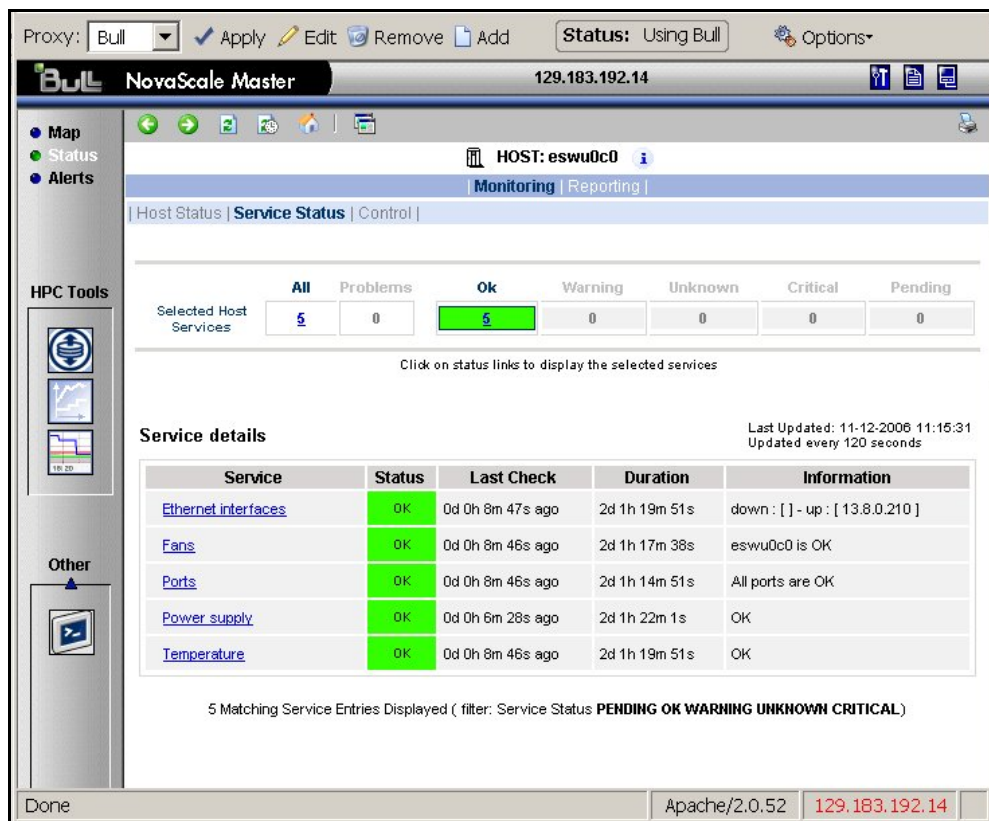 Proxy: Bull Apply Edit Remove Add Status: Using Bull Options
Bull NovaScale Master 129.183.192.14
Map
Status
Alerts
HOST: eswu0c0 i
| Monitoring | Reporting |
| Host Status | Service Status | Control |
HPC Tools
All Problems Ok Warning Unknown Critical Pending
Selected Host Services 5 0 5 0 0 0 0
Click on status links to display the selected services
Service details
Last Updated: 11-12-2006 11:15:31
Updated every 120 seconds
Service Status Last Check Duration Information
Ethernet interfaces OK 0d 0h 8m 47s ago 2d 1h 19m 51s down : [ ] - up : [ 13.8.0.210 ]
Fans OK 0d 0h 8m 46s ago 2d 1h 17m 38s eswu0c0 is OK
Ports OK 0d 0h 8m 46s ago 2d 1h 14m 51s All ports are OK
Power supply OK 0d 0h 6m 28s ago 2d 1h 22m 1s OK
Temperature OK 0d 0h 8m 46s ago 2d 1h 19m 51s OK
Other
5 Matching Service Entries Displayed ( filter: Service Status PENDING OK WARNING UNKNOWN CRITICAL)
Done Apache/2.0.52 129.183.192.14